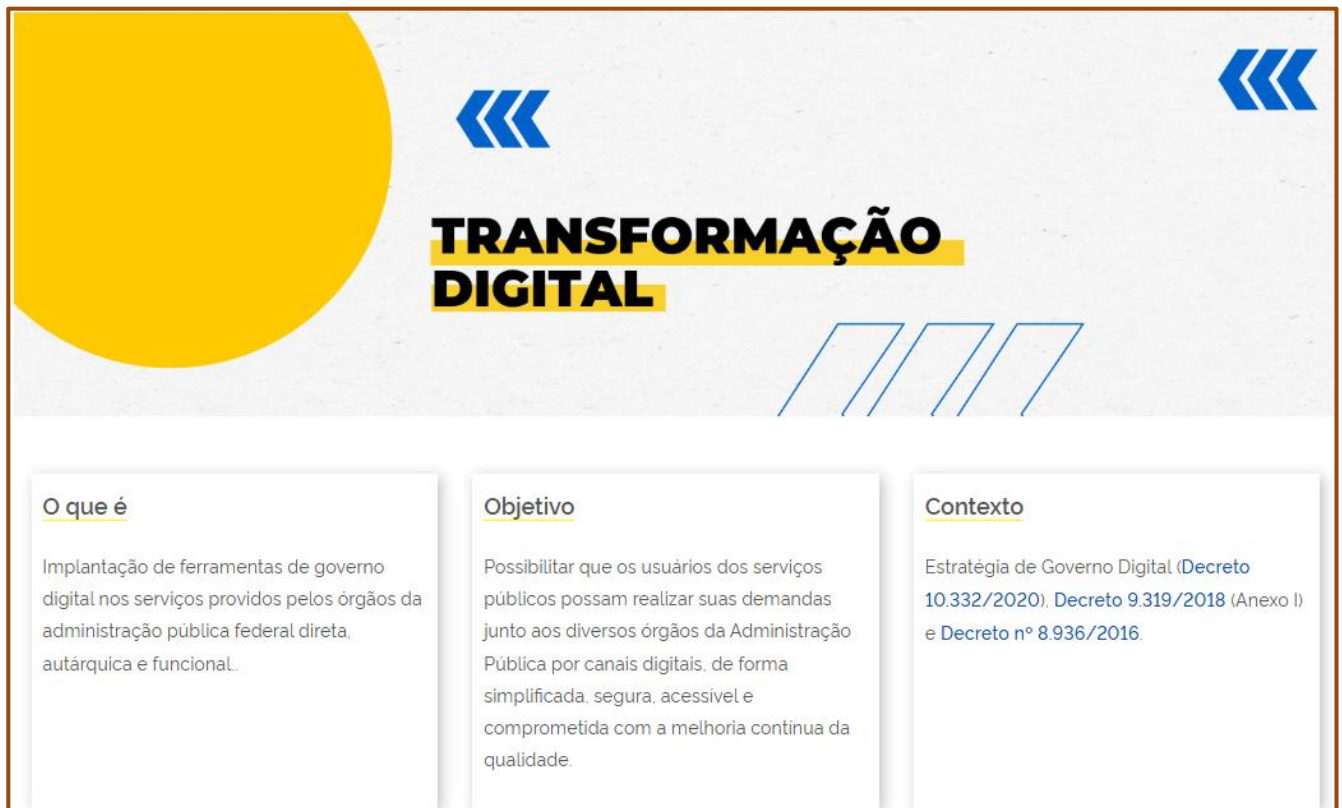 TRANSFORMAÇÃO
DIGITAL
O que é
Implantação de ferramentas de governo
digital nos serviços providos pelos órgãos da
administração pública federal direta,
autárquica e funcional..
Objetivo
Possibilitar que os usuários dos serviços
públicos possam realizar suas demandas
junto aos diversos órgãos da Administração
Pública por canais digitais, de forma
simplificada, segura, acessível e
comprometida com a melhoria contínua da
qualidade.
Contexto
Estratégia de Governo Digital (Decreto
10.332/2020), Decreto 9.319/2018 (Anexo I)
e Decreto nº 8.936/2016.